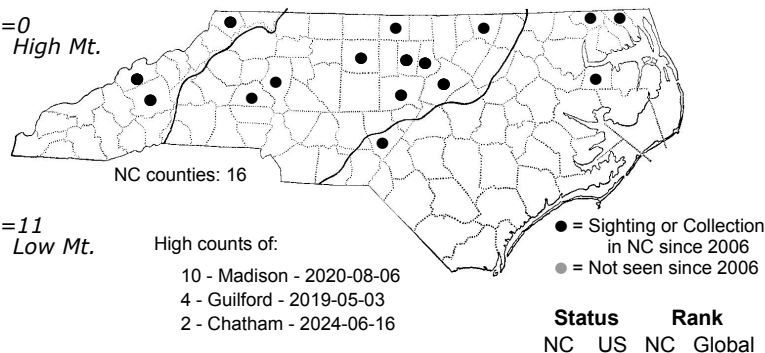 =0
High Mt.
NC counties: 16
=11
Low Mt.
High counts of:
10 - Madison - 2020-08-06
4 - Guilford - 2019-05-03
2 - Chatham - 2024-06-16
● = Sighting or Collection
in NC since 2006
● = Not seen since 2006
Status Rank
NC US NC Global